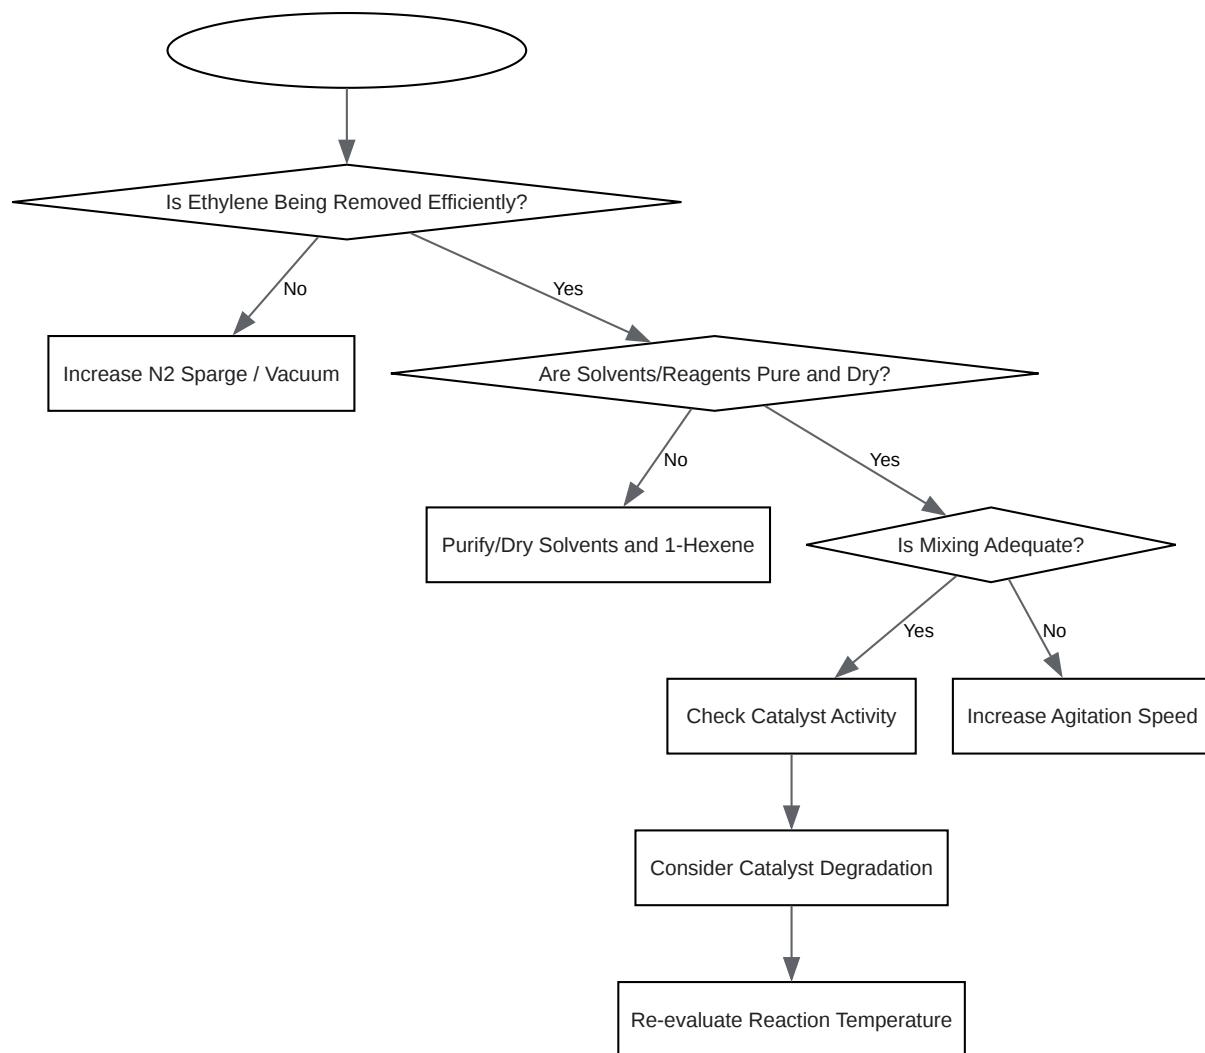 Is Ethylene Being Removed Efficiently?
No
Yes
Increase N2 Sparge / Vacuum
Are Solvents/Reagents Pure and Dry?
No
Yes
Purify/Dry Solvents and 1-Hexene
Is Mixing Adequate?
Yes
No
Check Catalyst Activity
Increase Agitation Speed
Consider Catalyst Degradation
Re-evaluate Reaction Temperature